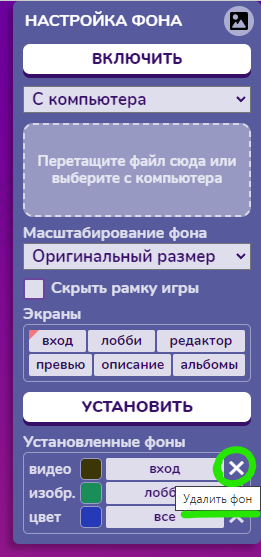 НАСТРОЙКА ФОНА
ВКЛЮЧИТЬ
С компьютера
Перетащите файл сюда или
выберите с компьютера
Масштабирование фона
Оригинальный размер
Скрыть рамку игры
Экраны
вход лобби редактор
превью описание альбомы
УСТАНОВИТЬ
Установленные фоны
видео вход
изобр. лобб
Удалить фон
цвет все